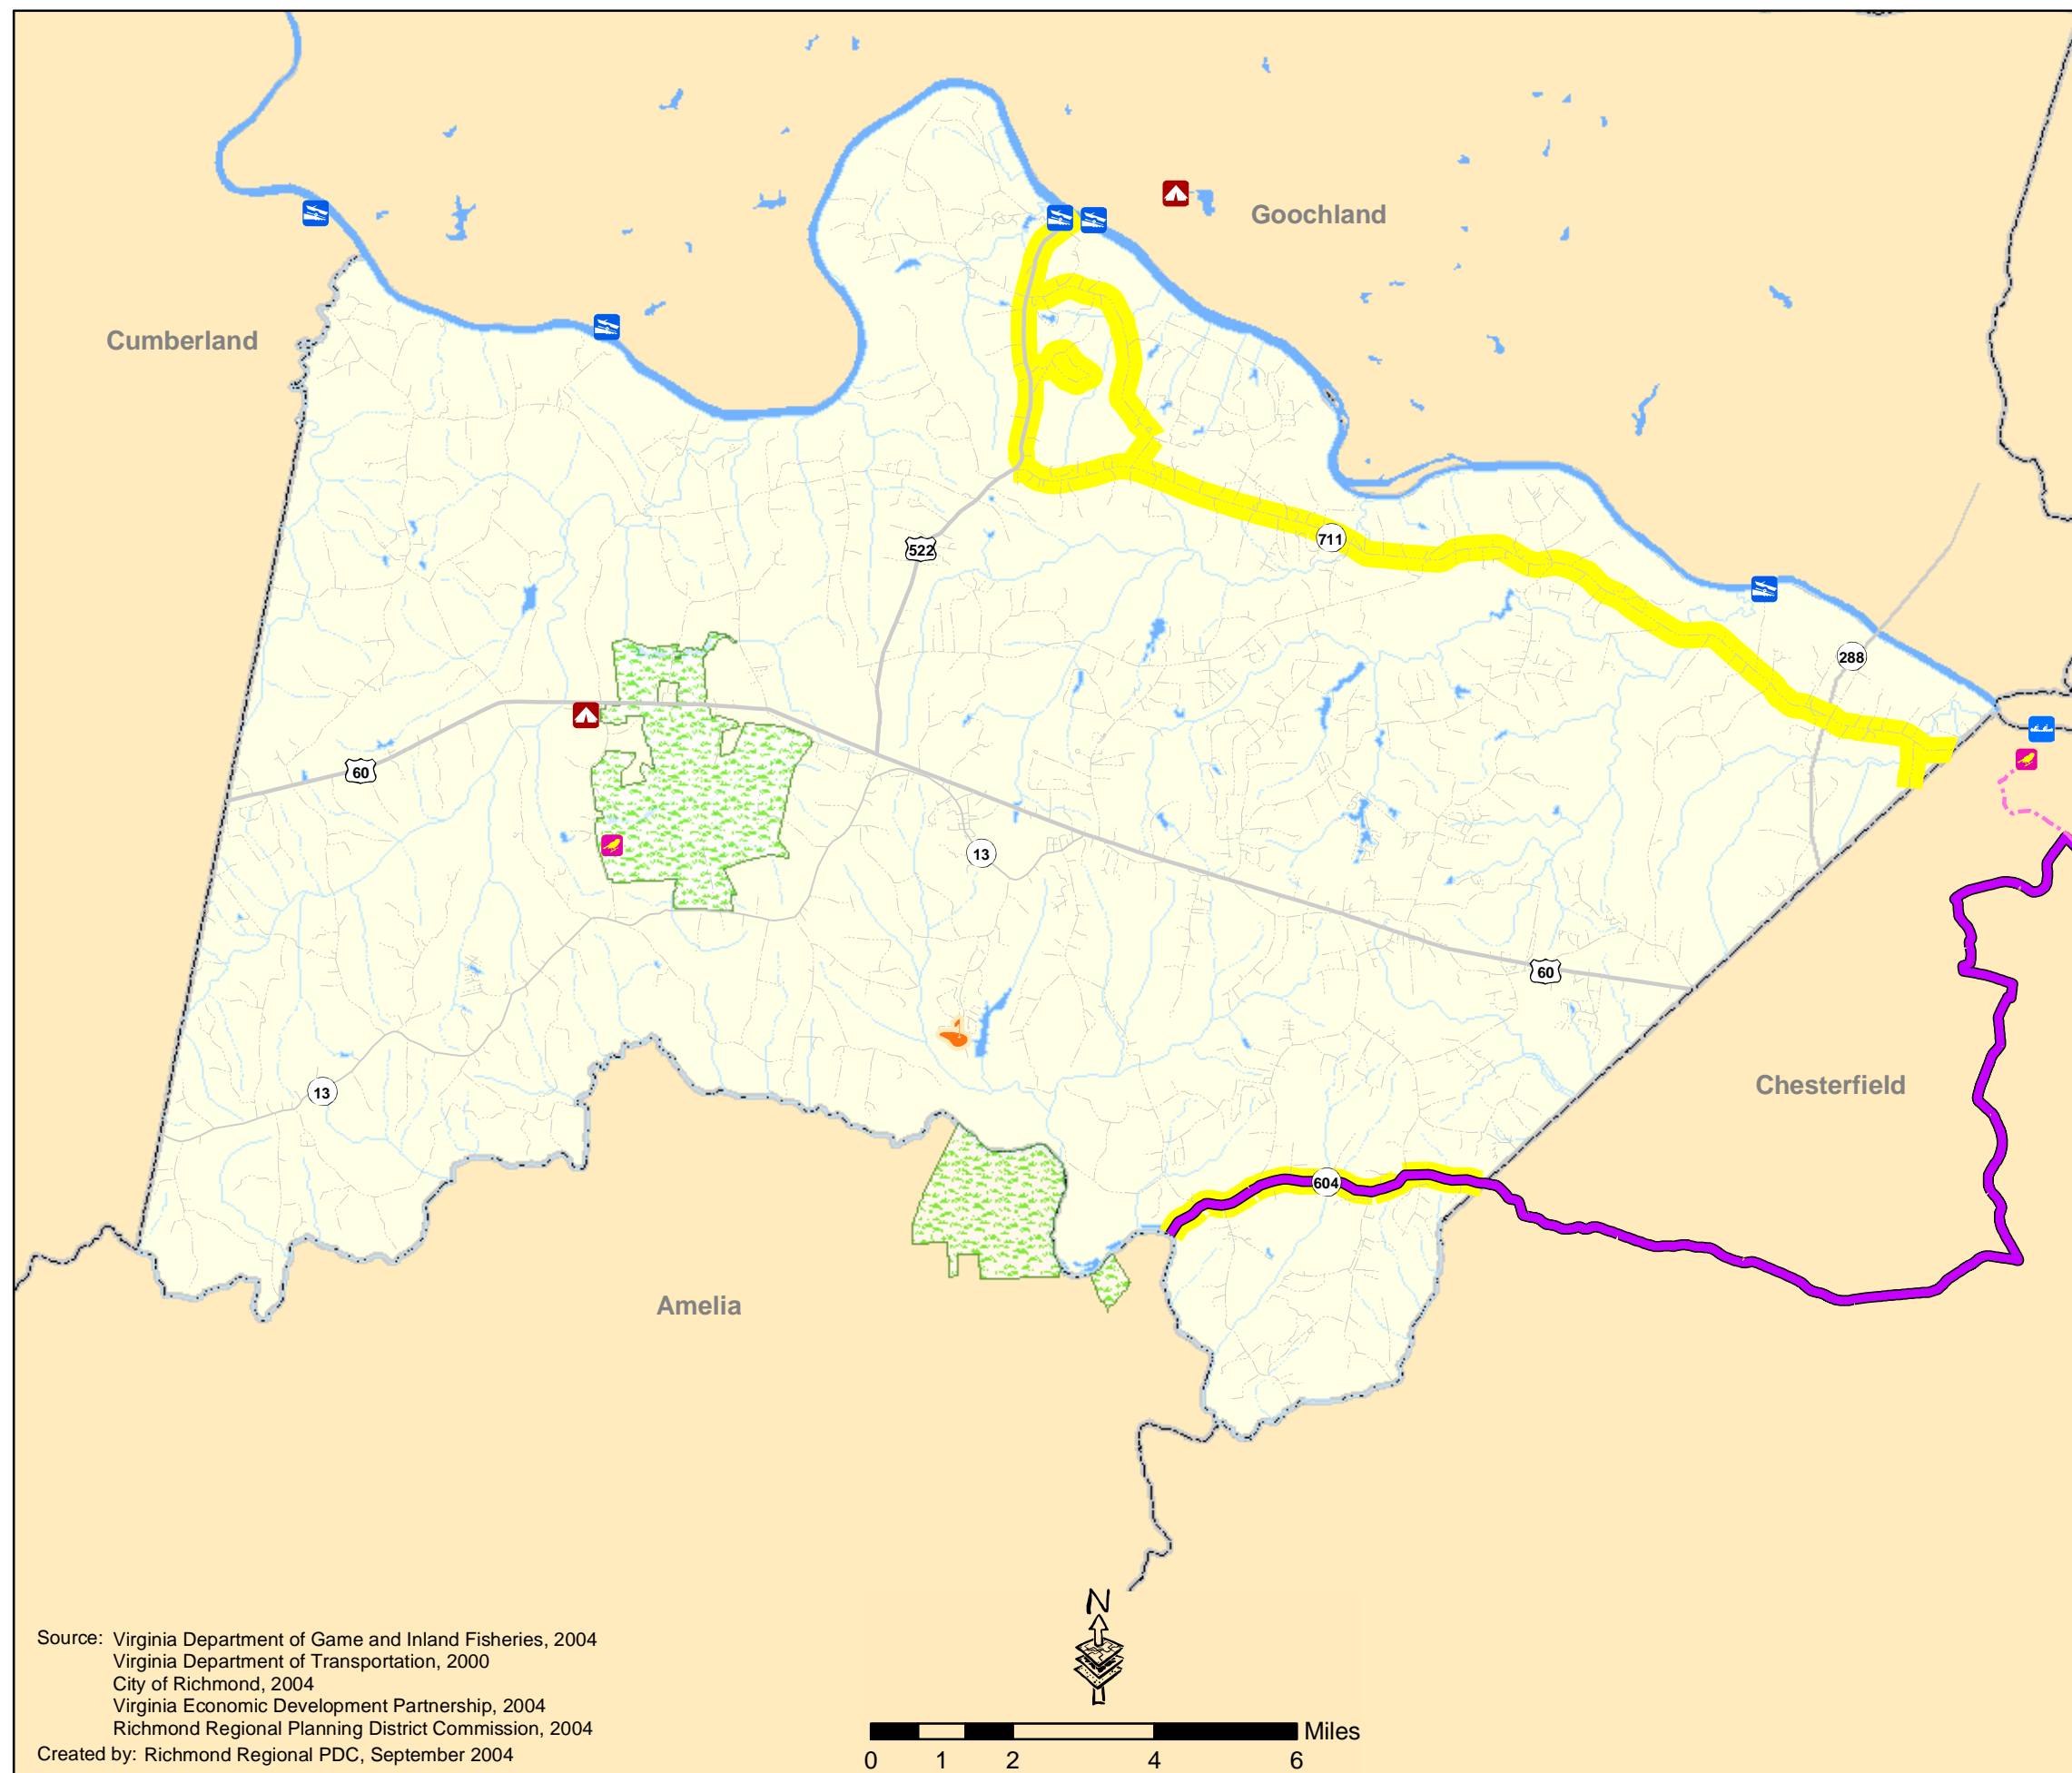 Goochland
Cumberland
522
711
288
60
13
60
13
Chesterfield
604
Amelia
N
Source: Virginia Department of Game and Inland Fisheries, 2004
Virginia Department of Transportation, 2000
City of Richmond, 2004
Virginia Economic Development Partnership, 2004
Richmond Regional Planning District Commission, 2004
Created by: Richmond Regional PDC, September 2004
Miles
0 1 2 4 6